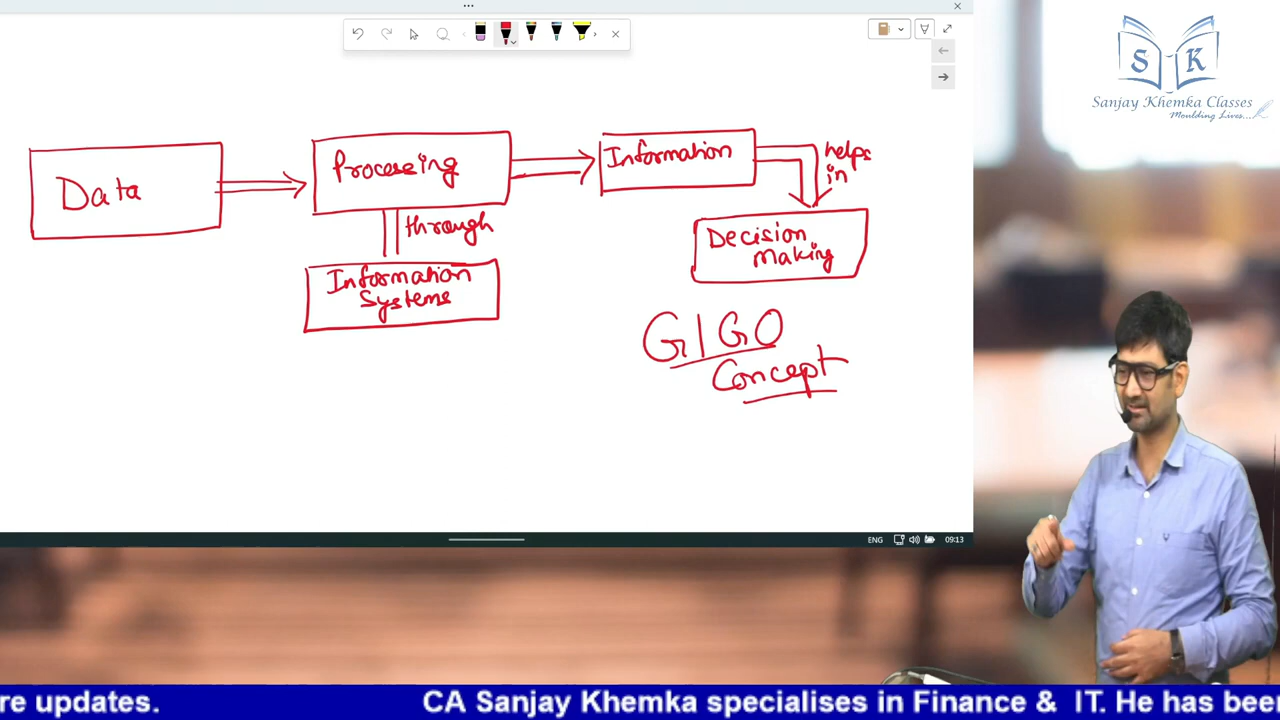 S K
Sanjay Khemka Classes
Moulding Lives...
Data
Processing
Information
helps
in
through
Decision
Making
Information
Systems
GIGO
Concept
ENG
09:13
re updates.
CA Sanjay Khemka specialises in Finance & IT. He has been